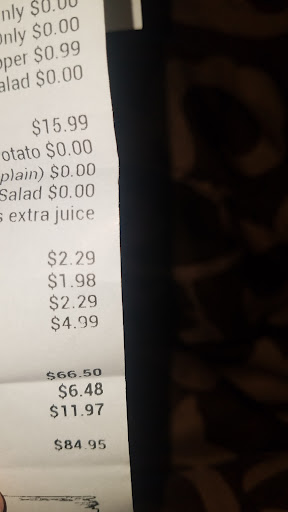 nly $0.00
only $0.00
pper $0.99
alad $0.00
$15.99
otato $0.00
plain) $0.00
Salad $0.00
s extra juice
$2.29
$1.98
$2.29
$4.99
$66.50
$6.48
$11.97
$84.95